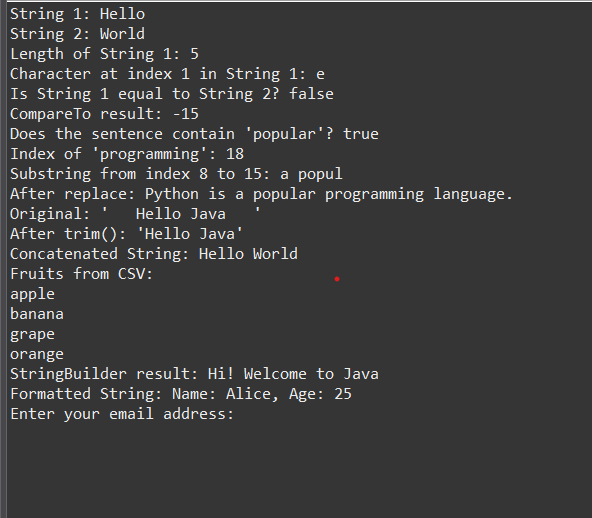 String 1: Hello
String 2: World
Length of String 1: 5
Character at index 1 in String 1: e
Is String 1 equal to String 2? false
CompareTo result: -15
Does the sentence contain 'popular'? true
Index of 'programming': 18
Substring from index 8 to 15: a popul
After replace: Python is a popular programming language.
Original: '   Hello Java   '
After trim(): 'Hello Java'
Concatenated String: Hello World
Fruits from CSV:
apple
banana
grape
orange
StringBuilder result: Hi! Welcome to Java
Formatted String: Name: Alice, Age: 25
Enter your email address: